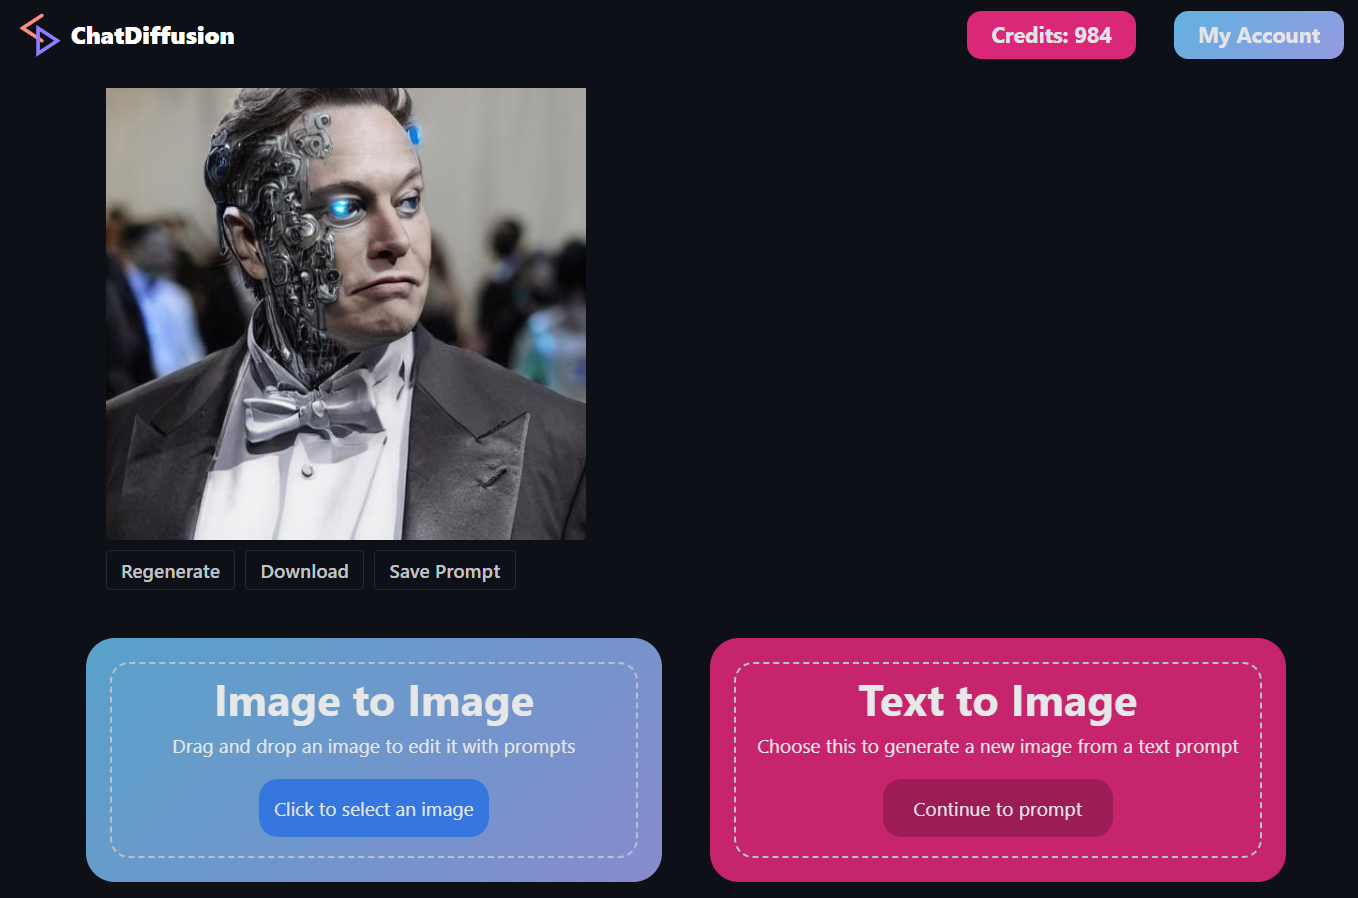 ChatDiffusion
Credits: 984
My Account
Regenerate
Download
Save Prompt
Image to Image
Drag and drop an image to edit it with prompts
Click to select an image
Text to Image
Choose this to generate a new image from a text prompt
Continue to prompt